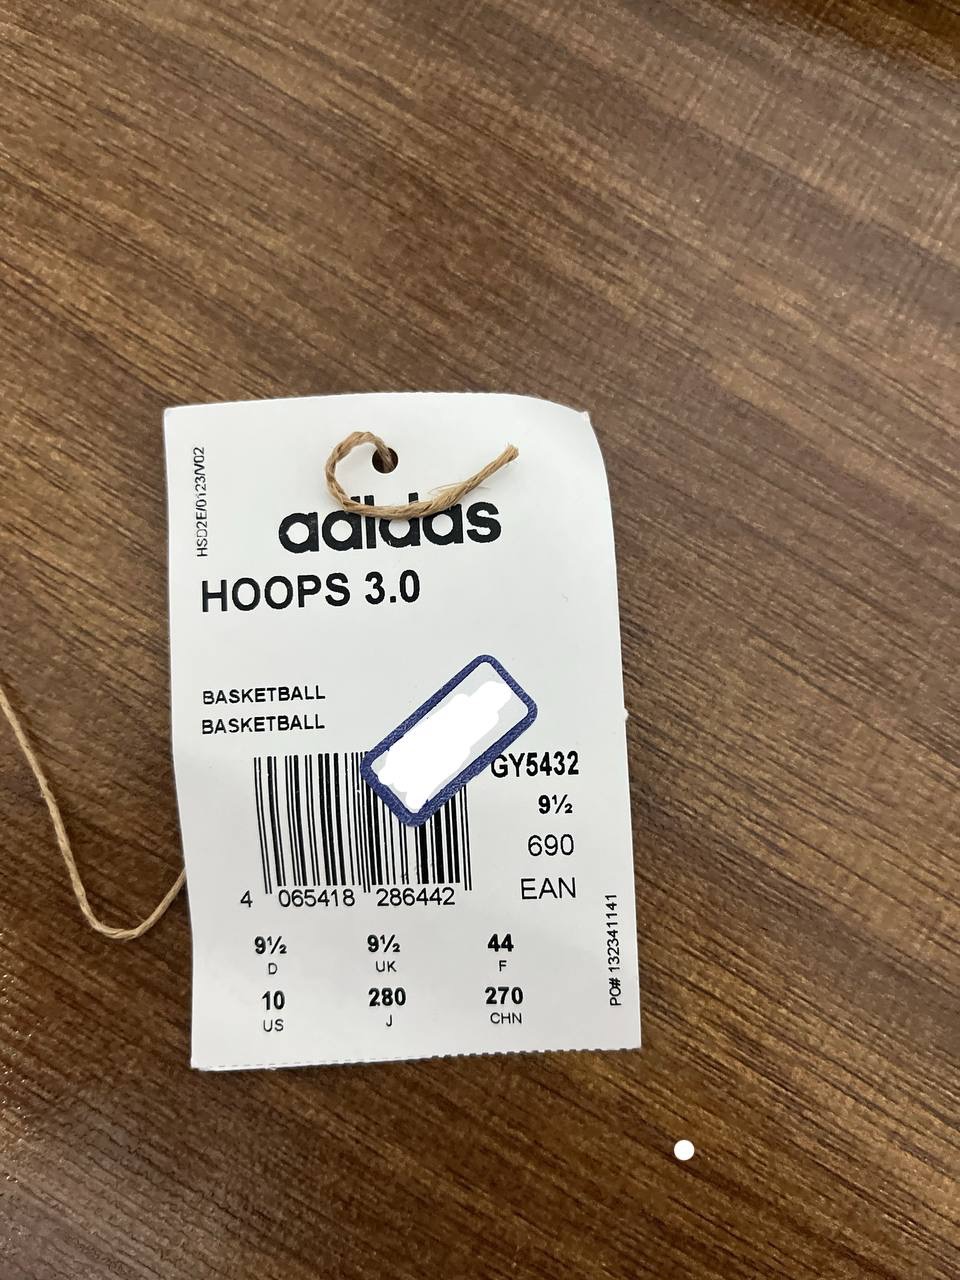 HSD2E/0123/V02
adidas
HOOPS 3.0
BASKETBALL
BASKETBALL
GY5432
9½
690
EAN
4 065418 286442
9½ 9½ 44
D UK F
10 280 270
US J CHN
PO# 132341141